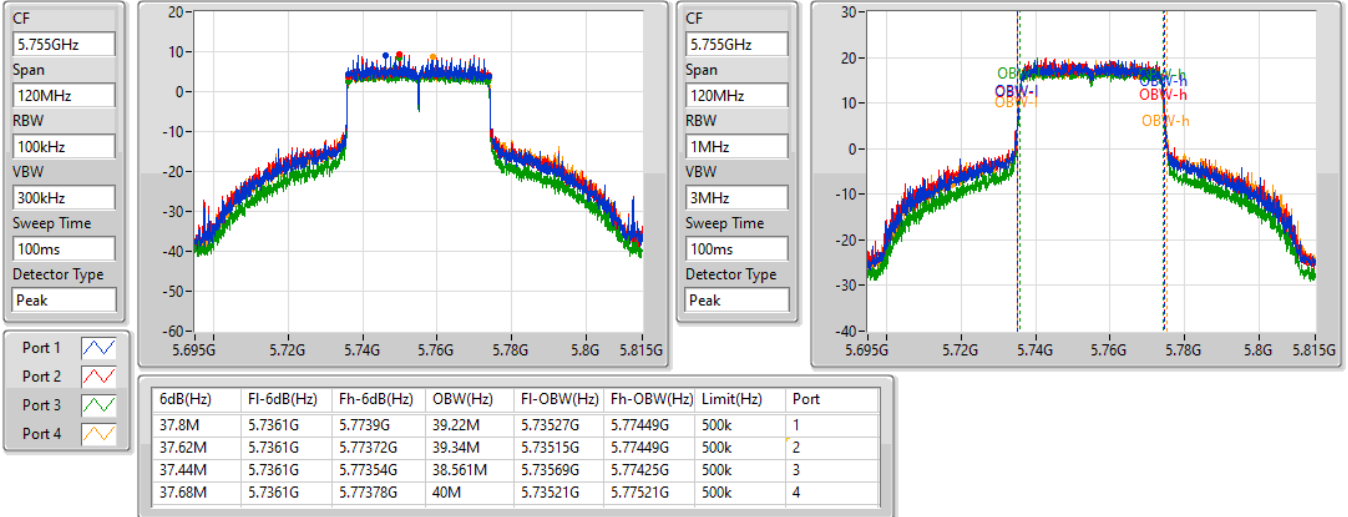 CF
5.755GHz
Span
120MHz
RBW
100kHz
VBW
300kHz
Sweep Time
100ms
Detector Type
Peak
20
10
0
-10
-20
-30
-40
-50
-60
5.695G 5.72G 5.74G 5.76G 5.78G 5.8G 5.815G
CF
5.755GHz
Span
120MHz
RBW
1MHz
VBW
3MHz
Sweep Time
100ms
Detector Type
Peak
30
20
10
0
-10
-20
-30
-40
OBW-l
OBW-l
OBW-h
OBW-h
OBW-h
5.695G 5.72G 5.74G 5.76G 5.78G 5.8G 5.815G
Port 1
Port 2
Port 3
Port 4
6dB(Hz) Fl-6dB(Hz) Fh-6dB(Hz) OBW(Hz) Fl-OBW(Hz) Fh-OBW(Hz) Limit(Hz) Port
37.8M 5.7361G 5.7739G 39.22M 5.73527G 5.77449G 500k 1
37.62M 5.7361G 5.77372G 39.34M 5.73515G 5.77449G 500k 2
37.44M 5.7361G 5.77354G 38.561M 5.73569G 5.77425G 500k 3
37.68M 5.7361G 5.77378G 40M 5.73521G 5.77521G 500k 4